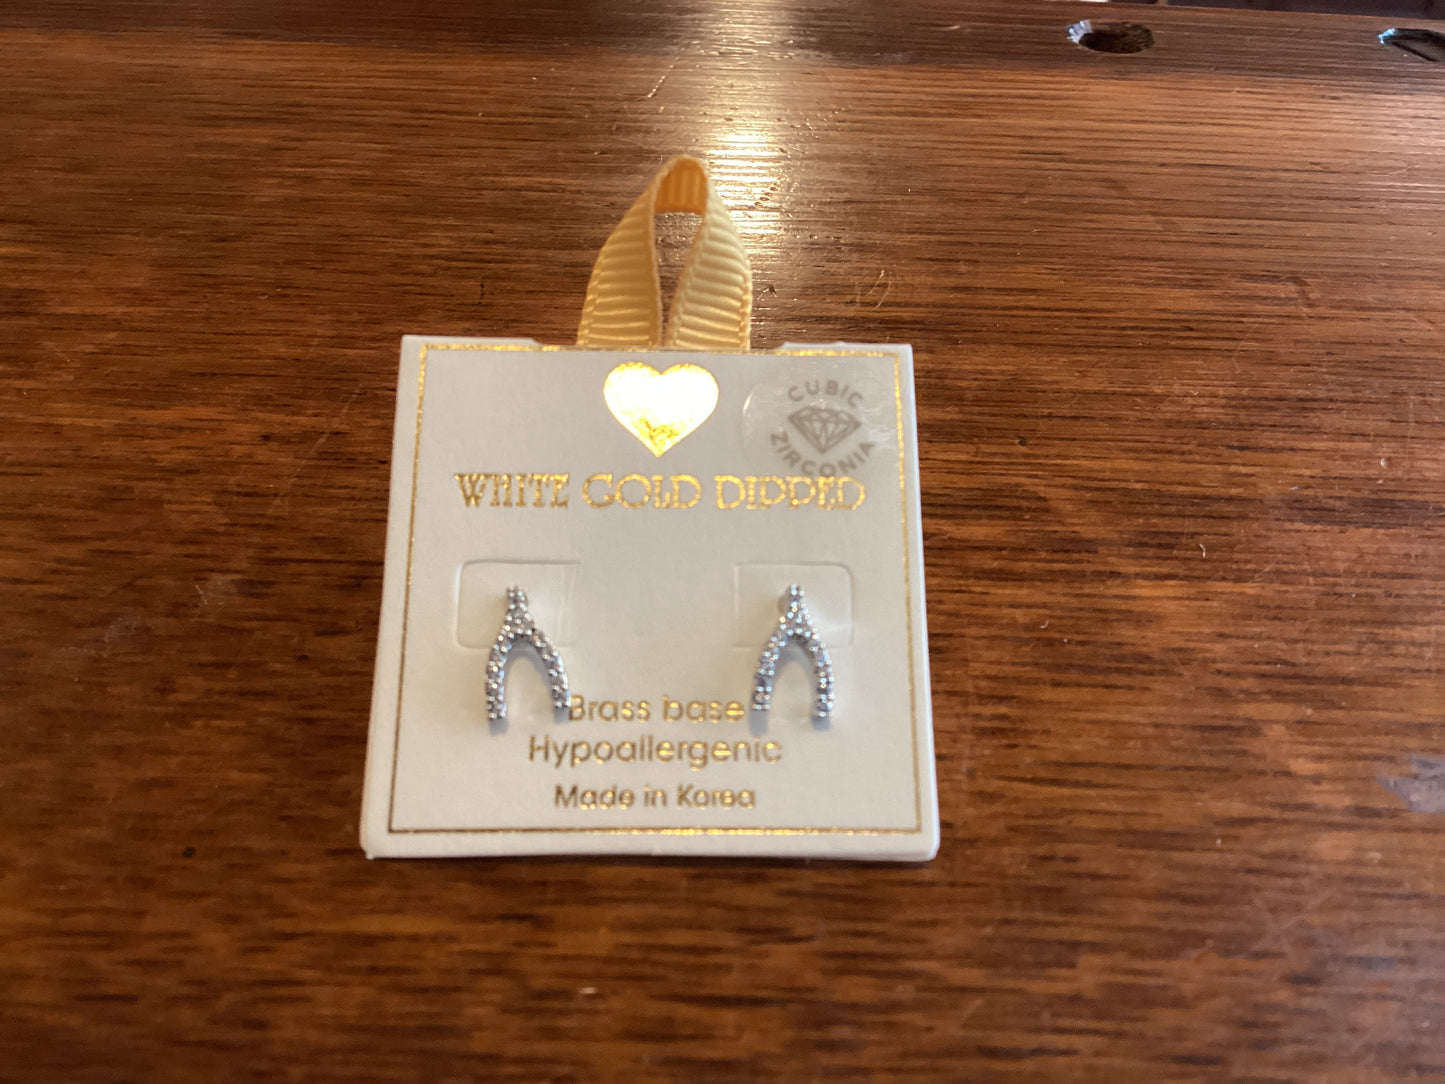 CUBIC
ZIRCONIA
WHITE GOLD DIPPED
Brass base
Hypoallergenic
Made in Korea